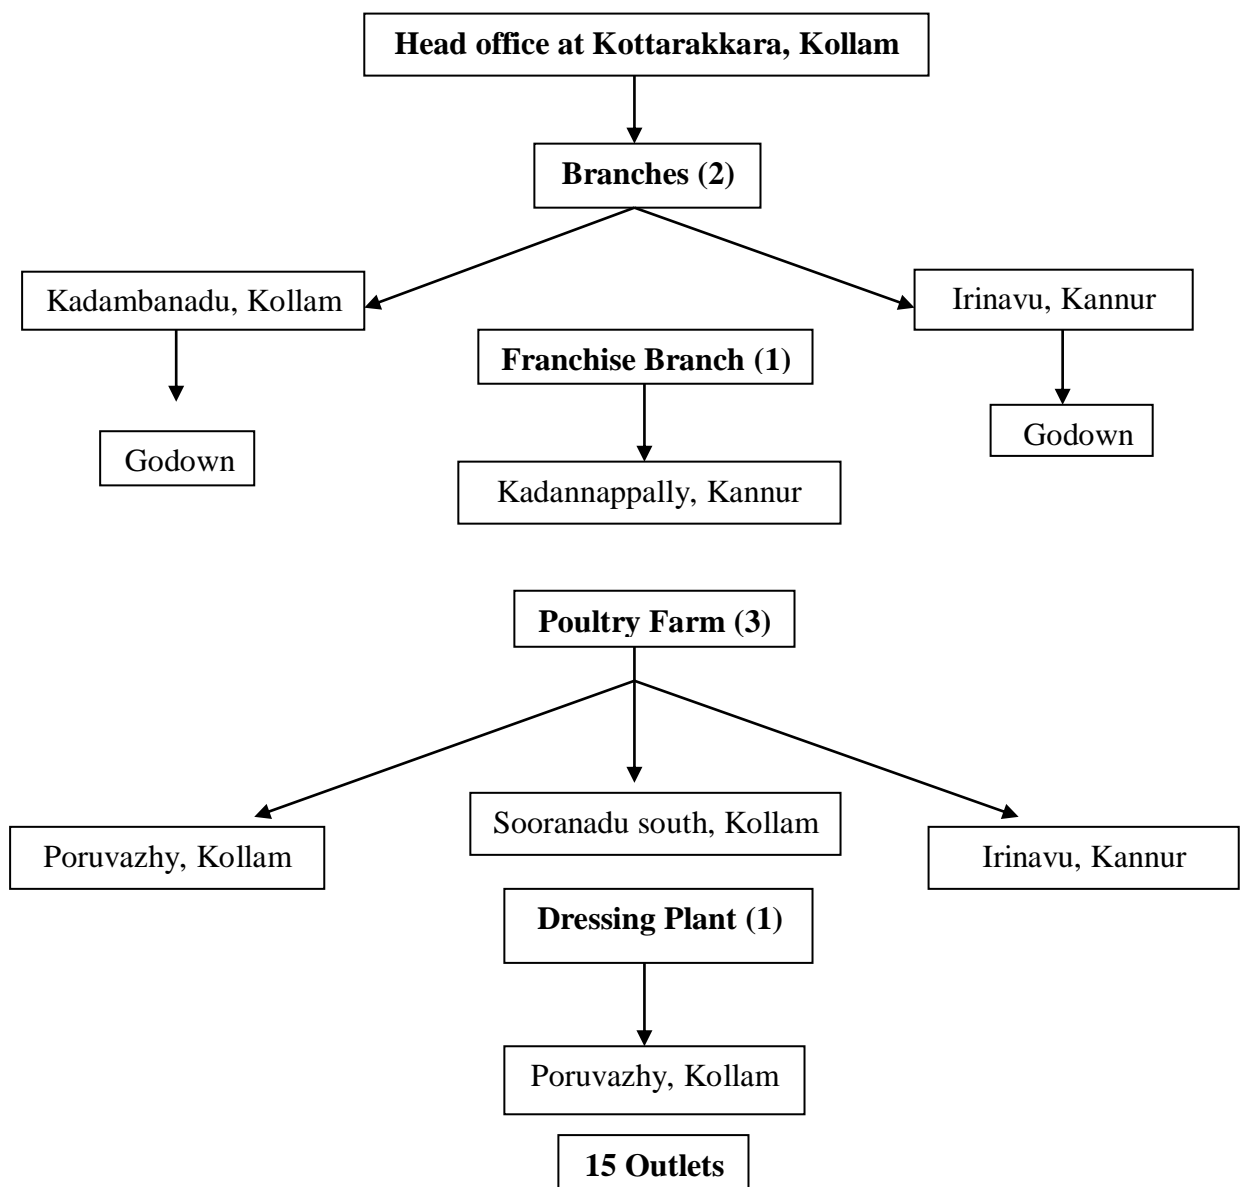 Head office at Kottarakkara, Kollam
Branches (2)
Kadambanadu, Kollam
Irinavu, Kannur
Franchise Branch (1)
Godown
Godown
Kadannappally, Kannur
Poultry Farm (3)
Poruvazhy, Kollam
Sooranadu south, Kollam
Irinavu, Kannur
Dressing Plant (1)
Poruvazhy, Kollam
15 Outlets